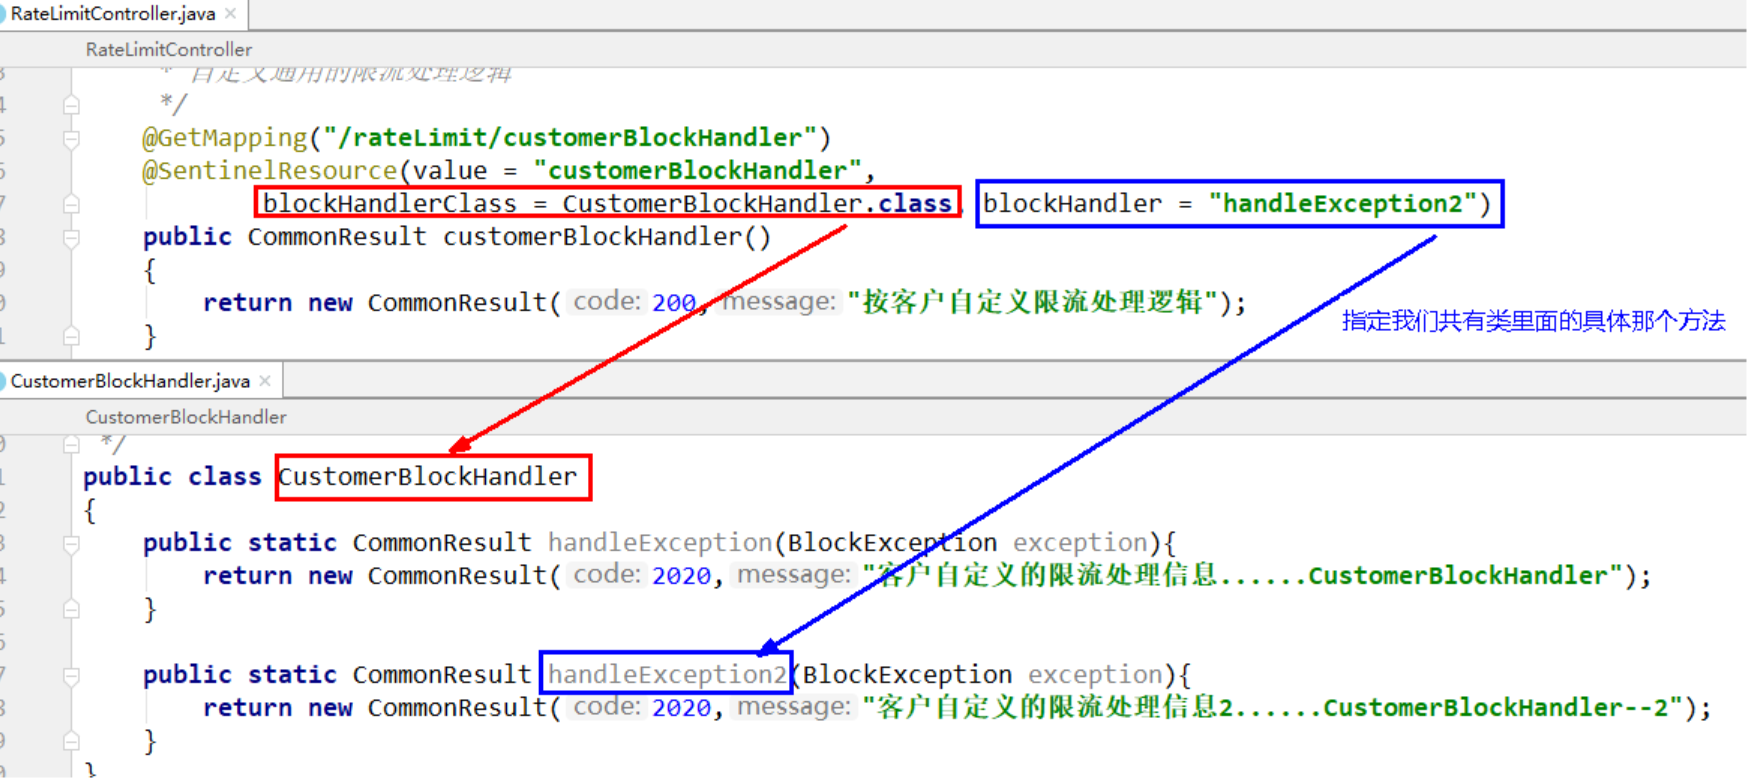 RateLimitController.java
RateLimitController
* 自定义通用的限流处理逻辑
*/
@GetMapping("/rateLimit/customerBlockHandler")
@SentinelResource(value = "customerBlockHandler",
blockHandlerClass = CustomerBlockHandler.class, blockHandler = "handleException2")
public CommonResult customerBlockHandler()
{
return new CommonResult( code: 200, message: "按客户自定义限流处理逻辑");
指定我们共有类里面的具体那个方法
}
CustomerBlockHandler.java
CustomerBlockHandler
*/
public class CustomerBlockHandler
{
public static CommonResult handleException(BlockException exception){
return new CommonResult( code: 2020, message: "客户自定义的限流处理信息......CustomerBlockHandler");
}
public static CommonResult handleException2(BlockException exception){
return new CommonResult( code: 2020, message: "客户自定义的限流处理信息2......CustomerBlockHandler--2");
}
}